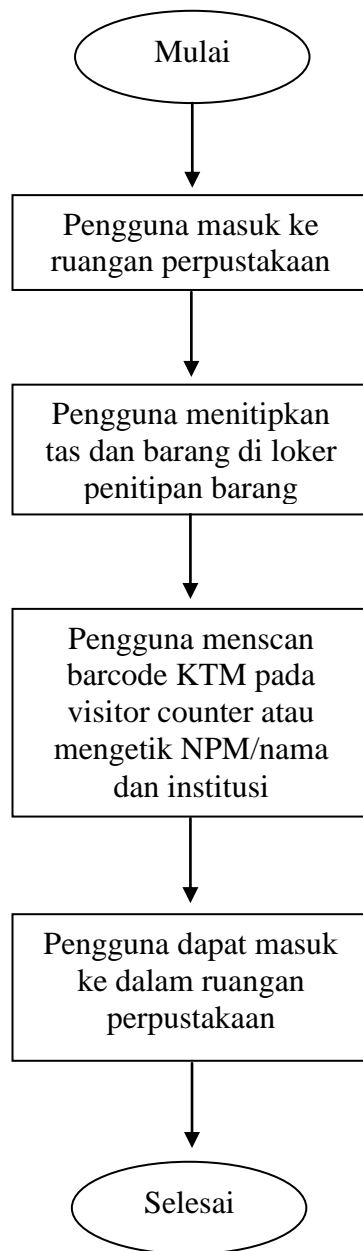 Mulai
Pengguna masuk ke
ruangan perpustakaan
Pengguna menitipkan
tas dan barang di loker
penitipan barang
Pengguna menscan
barcode KTM pada
visitor counter atau
mengetik NPM/nama
dan institusi
Pengguna dapat masuk
ke dalam ruangan
perpustakaan
Selesai